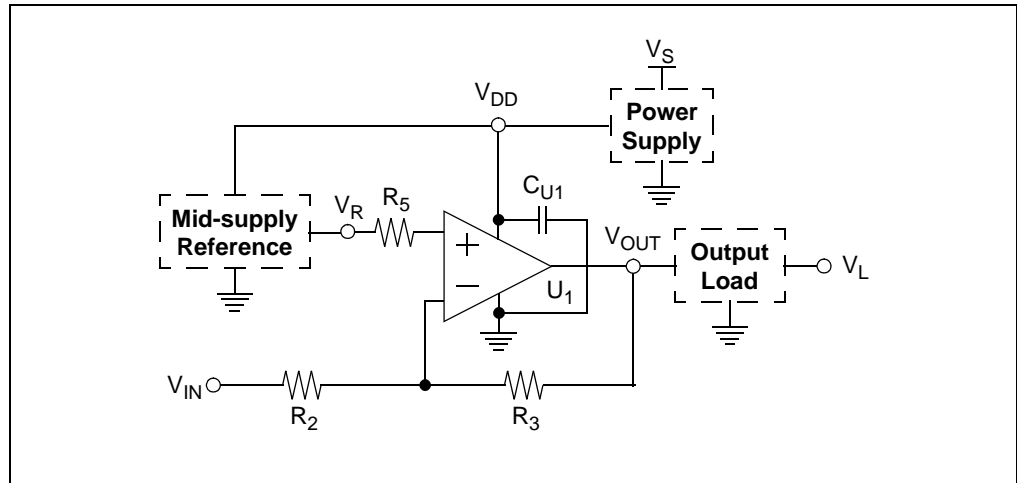 V_S
V_DD
Power
Supply
C_U1
V_R
R_5
Mid-supply
Reference
+
−
U_1
V_OUT
Output
Load
V_L
V_IN
R_2
R_3